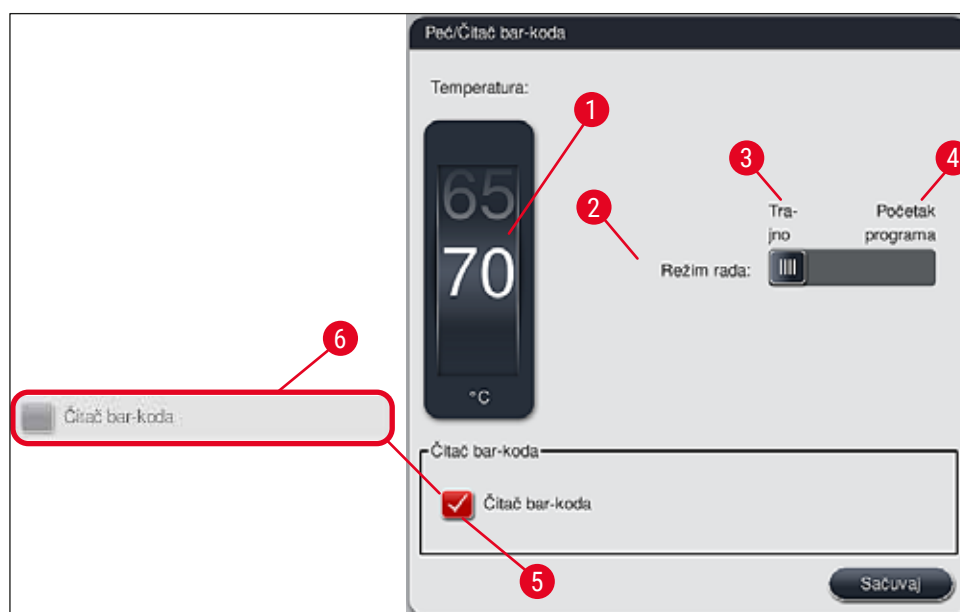 Peć/Čitač bar-koda
Temperatura:
1
3
4
65
2
Tra-
jno
Početak
programa
70
Režim rada:
6
°C
Čitač bar-koda
Čitač bar-koda
Čitač bar-koda
5
Sačuvaj